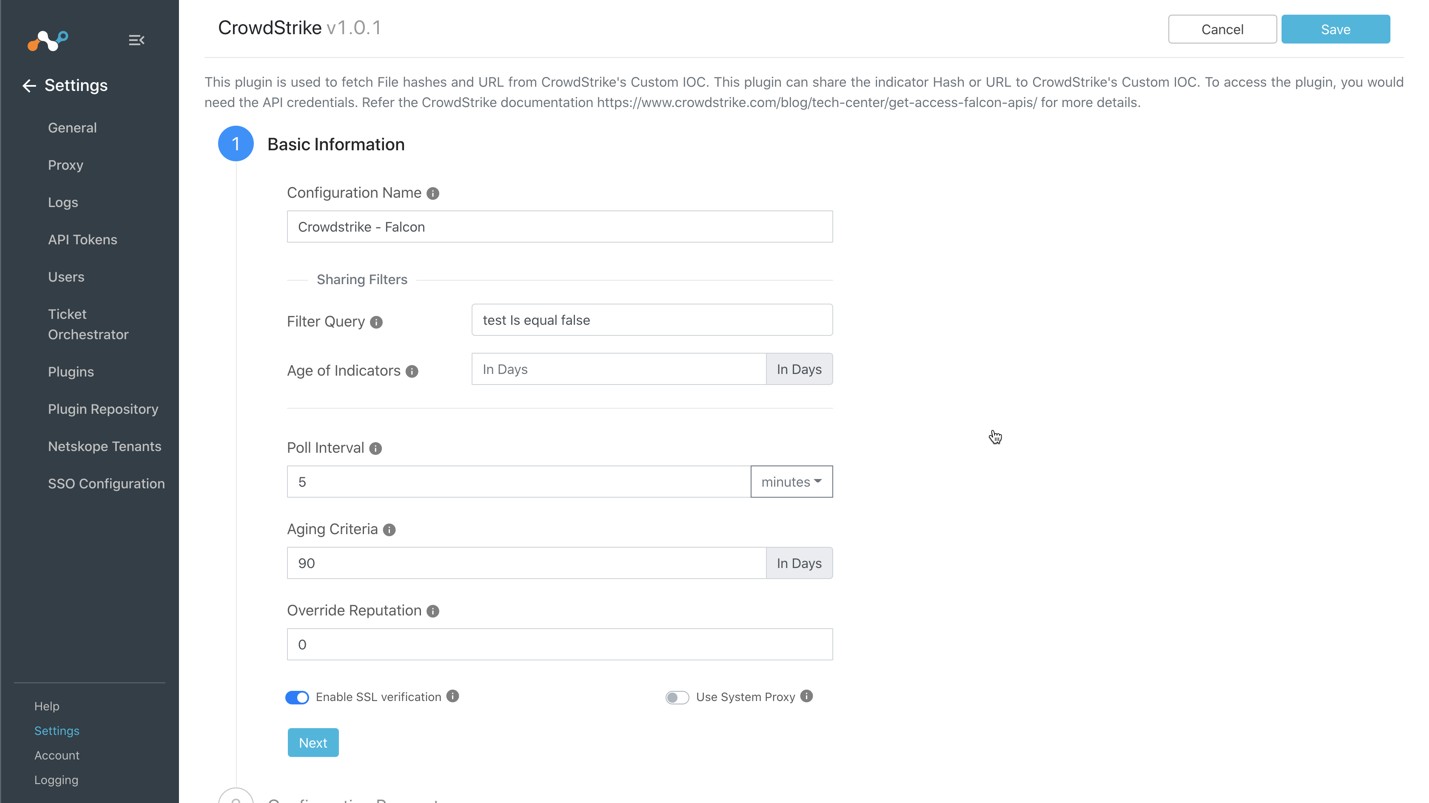 CrowdStrike v1.0.1
Cancel
Save
Settings
General
Proxy
Logs
API Tokens
Users
Ticket
Orchestrator
Plugins
Plugin Repository
Netskope Tenants
SSO Configuration
Help
Settings
Account
Logging
This plugin is used to fetch File hashes and URL from CrowdStrike's Custom IOC. This plugin can share the indicator Hash or URL to CrowdStrike's Custom IOC. To access the plugin, you would
need the API credentials. Refer the CrowdStrike documentation https://www.crowdstrike.com/blog/tech-center/get-access-falcon-apis/ for more details.
1 Basic Information
Configuration Name
Crowdstrike - Falcon
Sharing Filters
Filter Query
test Is equal false
Age of Indicators
In Days
In Days
Poll Interval
5
minutes
Aging Criteria
90
In Days
Override Reputation
0
Enable SSL verification
Use System Proxy
Next